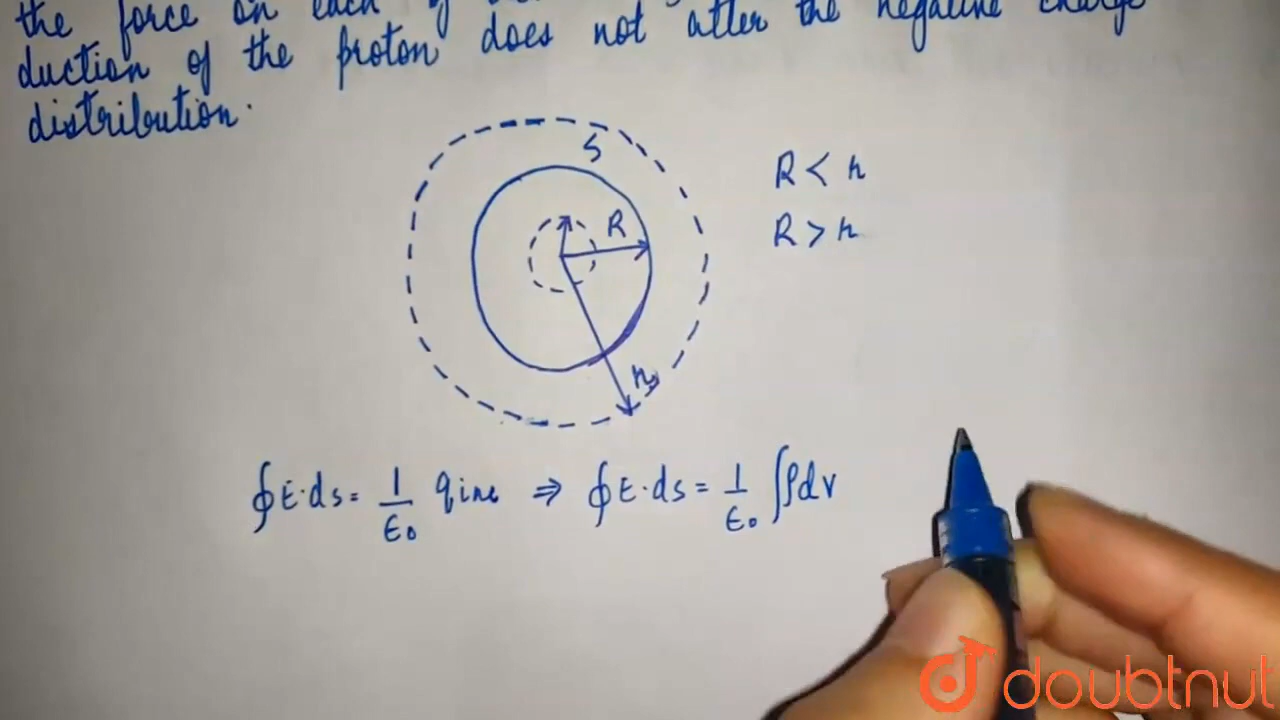 the force on each of
duction of the proton does not alter the negative charge
distribution.
S
R
R < r
R > r
r
∮E.ds = 1/ε₀ qinc ⇒ ∮E.ds = 1/ε₀ ∫ρdv
doubtnut